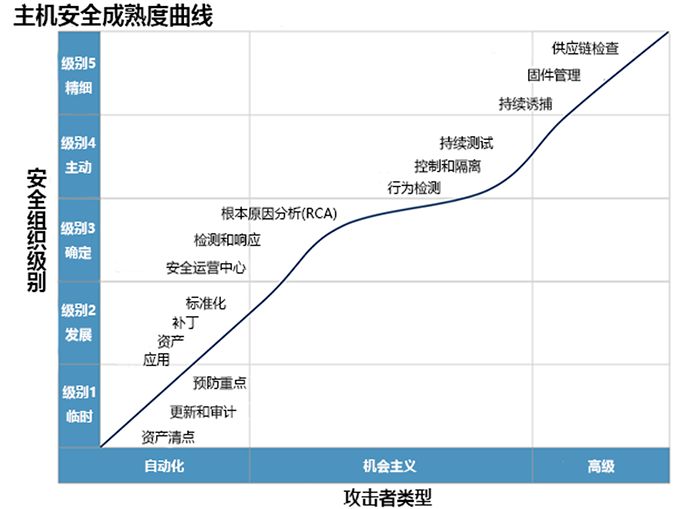 主机安全成熟度曲线
安全组织级别
级别5
精细
供应链检查
固件管理
持续诱捕
级别4
主动
持续测试
控制和隔离
行为检测
级别3
确定
根本原因分析(RCA)
检测和响应
安全运营中心
级别2
发展
标准化
补丁
资产
应用
级别1
临时
预防重点
更新和审计
资产清点
自动化
机会主义
高级
攻击者类型